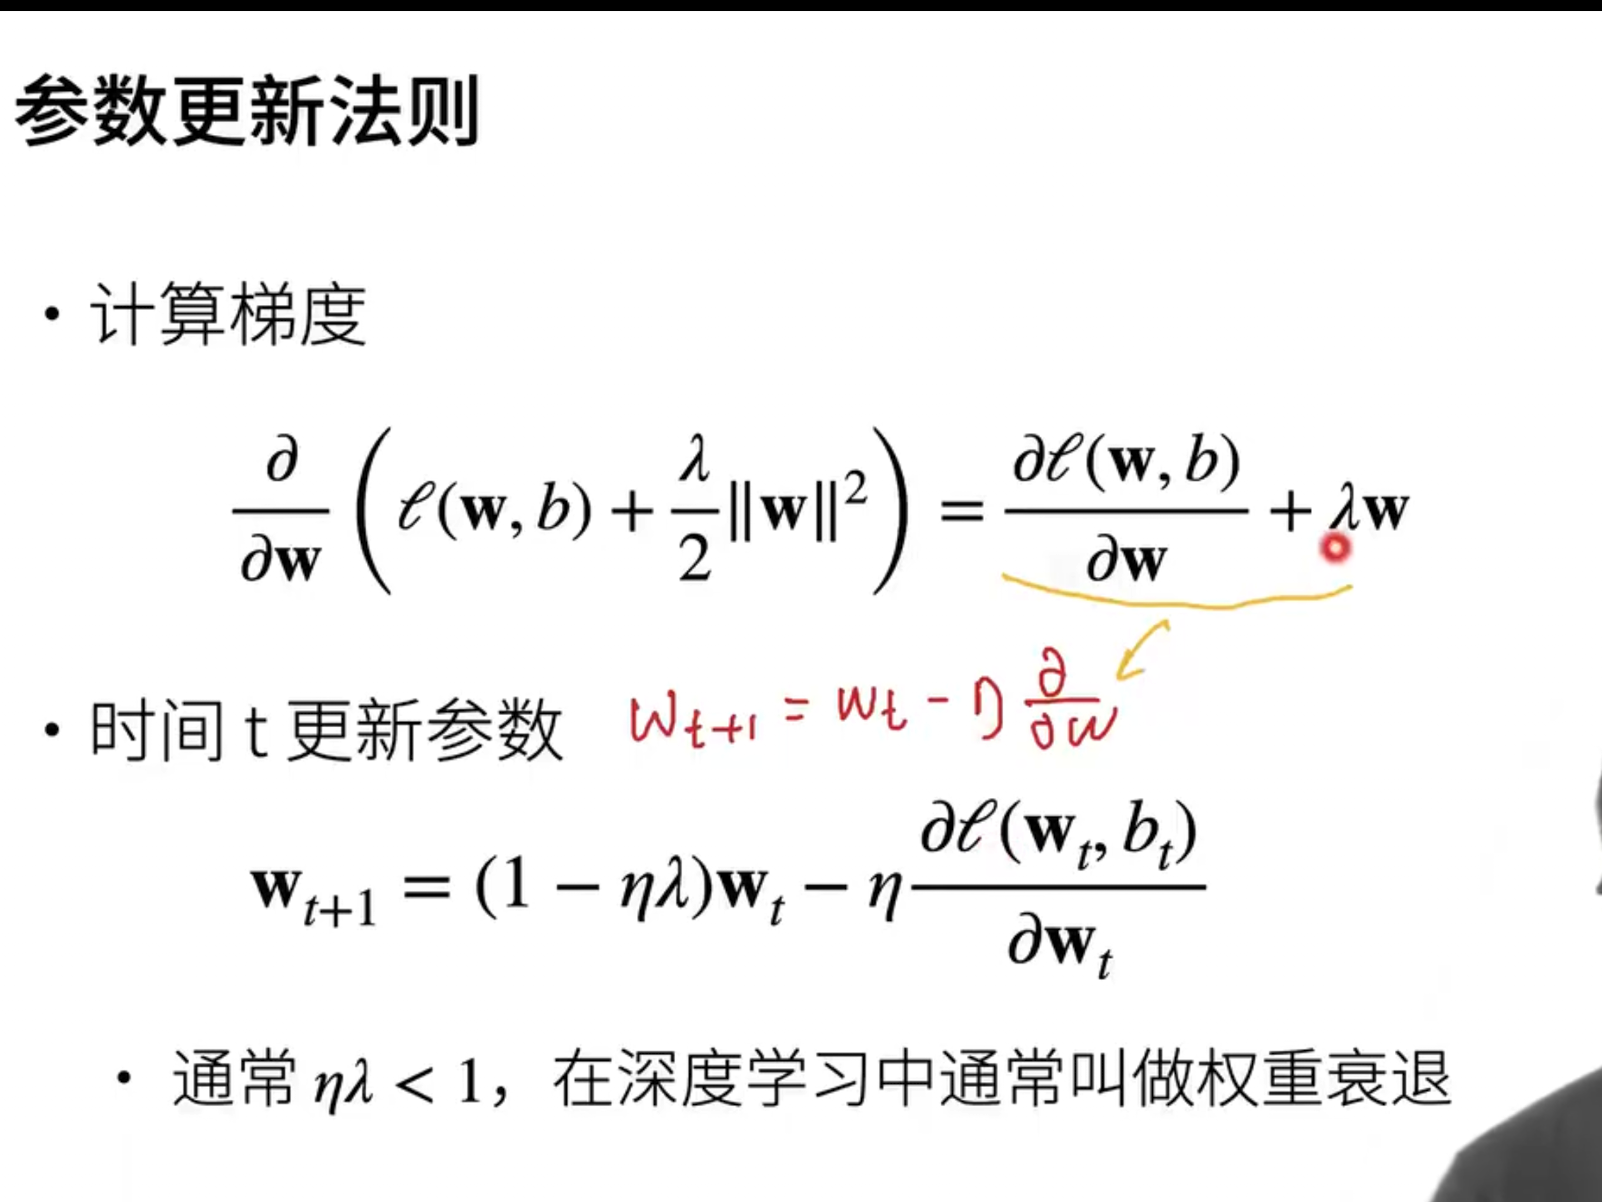 参数更新法则
• 计算梯度
∂/∂w (ℓ(w, b) + λ/2 ‖w‖²) = ∂ℓ(w, b)/∂w + λw
• 时间 t 更新参数 w_{t+1} = w_t - η ∂/∂w
w_{t+1} = (1 − ηλ)w_t − η ∂ℓ(w_t, b_t)/∂w_t
• 通常 ηλ < 1，在深度学习中通常叫做权重衰退